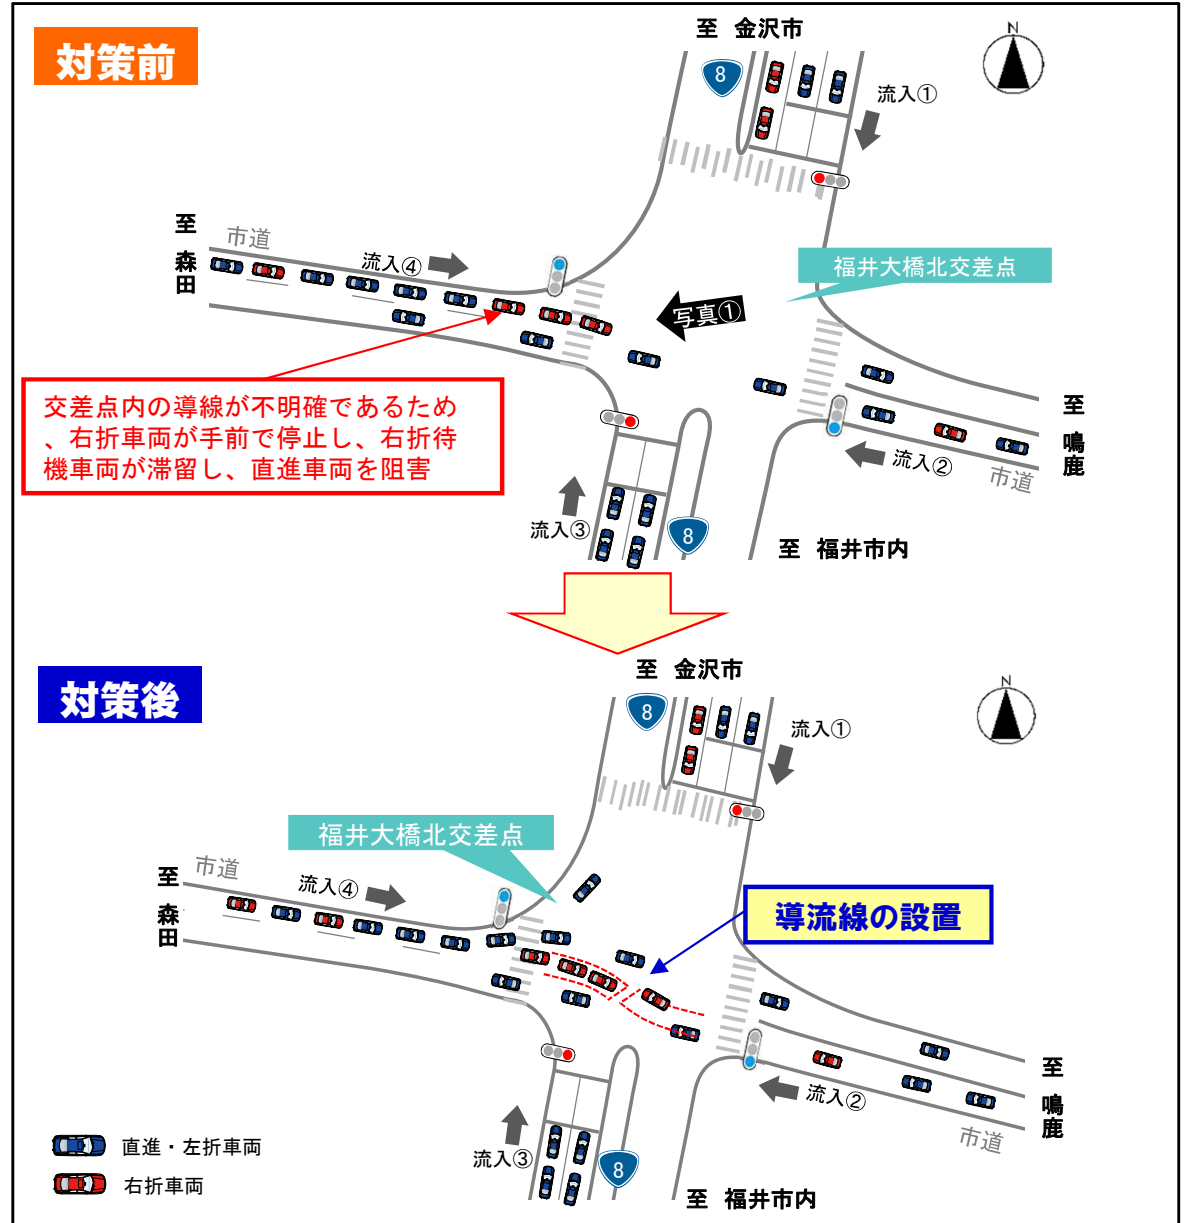 対策前
至 金沢市
N
8
流入①
至 森田
市道
流入④
福井大橋北交差点
写真①
交差点内の導線が不明確であるため
、右折車両が手前で停止し、右折待
機車両が滞留し、直進車両を阻害
至 鳴鹿
流入②
市道
流入③
8
至 福井市内
対策後
至 金沢市
N
8
流入①
福井大橋北交差点
至 森田
市道
流入④
導流線の設置
至 鳴鹿
流入②
市道
直進・左折車両
流入③
8
右折車両
至 福井市内